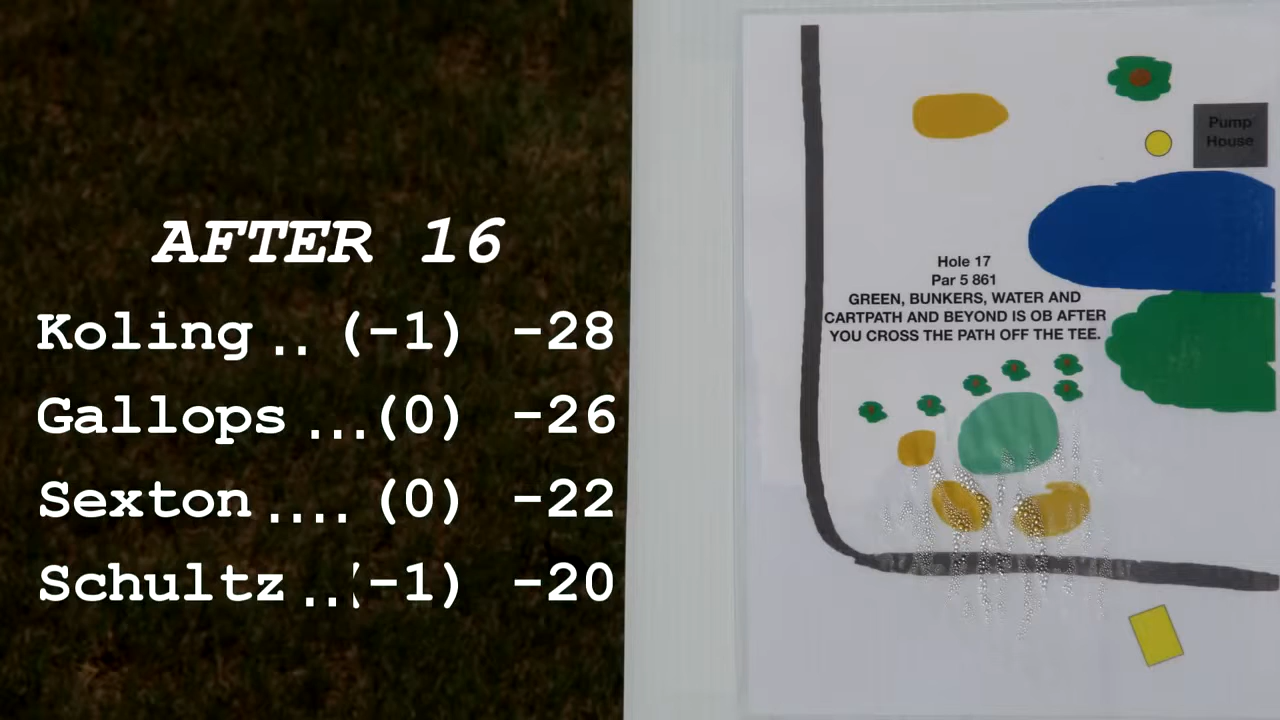 AFTER 16
Koling .. (-1) -28
Gallops ...(0) -26
Sexton .... (0) -22
Schultz ..(-1) -20
Pump
House
Hole 17
Par 5 861
GREEN, BUNKERS, WATER AND
CARTPATH AND BEYOND IS OB AFTER
YOU CROSS THE PATH OFF THE TEE.